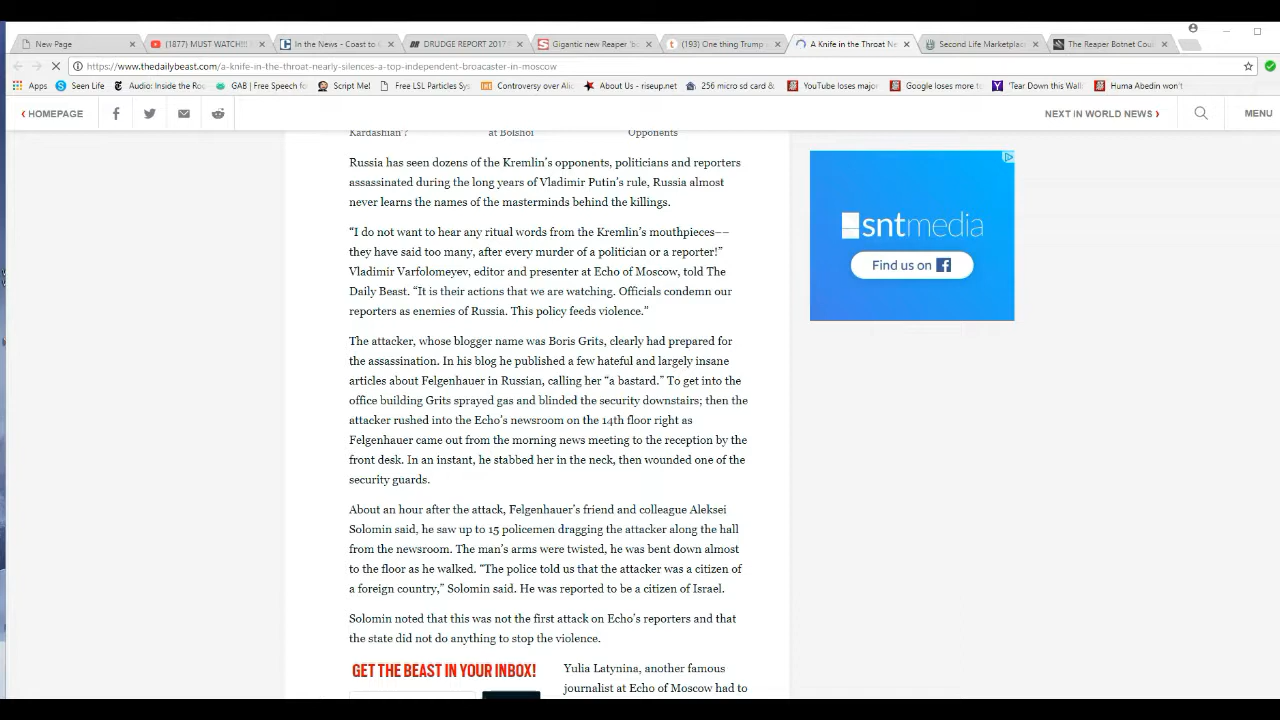 New Page
(1877) MUST WATCH!!!
In the News - Coast to C
DRUDGE REPORT 2017
Gigantic new Reaper 'b
(193) One thing Trump
A Knife in the Throat Ne
Second Life Marketplace
The Reaper Botnet Cou
https://www.thedailybeast.com/a-knife-in-the-throat-nearly-silences-a-top-independent-broacaster-in-moscow
Apps
Seen Life
Audio: Inside the Rou
GAB | Free Speech fo
Script Me!
Free LSL Particles Sys
Controversy over Alic
About Us - riseup.net
256 micro sd card &
YouTube loses major
Google loses more t
'Tear Down this Wall
Huma Abedin won't
‹ HOMEPAGE
NEXT IN WORLD NEWS ›
MENU
Kardashian ?
at Bolshoi
Opponents
Russia has seen dozens of the Kremlin's opponents, politicians and reporters
assassinated during the long years of Vladimir Putin's rule, Russia almost
never learns the names of the masterminds behind the killings.
“I do not want to hear any ritual words from the Kremlin's mouthpieces––
they have said too many, after every murder of a politician or a reporter!”
Vladimir Varfolomeyev, editor and presenter at Echo of Moscow, told The
Daily Beast. “It is their actions that we are watching. Officials condemn our
reporters as enemies of Russia. This policy feeds violence.”
The attacker, whose blogger name was Boris Grits, clearly had prepared for
the assassination. In his blog he published a few hateful and largely insane
articles about Felgenhauer in Russian, calling her “a bastard.” To get into the
office building Grits sprayed gas and blinded the security downstairs; then the
attacker rushed into the Echo's newsroom on the 14th floor right as
Felgenhauer came out from the morning news meeting to the reception by the
front desk. In an instant, he stabbed her in the neck, then wounded one of the
security guards.
About an hour after the attack, Felgenhauer's friend and colleague Aleksei
Solomin said, he saw up to 15 policemen dragging the attacker along the hall
from the newsroom. The man's arms were twisted, he was bent down almost
to the floor as he walked. “The police told us that the attacker was a citizen of
a foreign country,” Solomin said. He was reported to be a citizen of Israel.
Solomin noted that this was not the first attack on Echo's reporters and that
the state did not do anything to stop the violence.
GET THE BEAST IN YOUR INBOX!
Yulia Latynina, another famous
journalist at Echo of Moscow had to
sntmedia
Find us on f